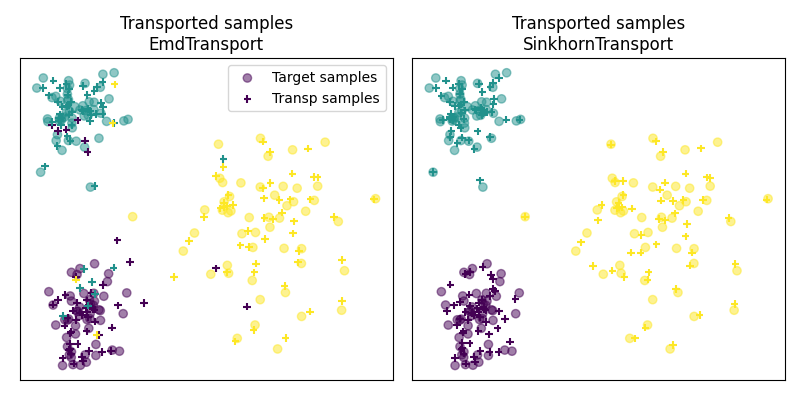 Transported samples
EmdTransport
Target samples
Transp samples
Transported samples
SinkhornTransport